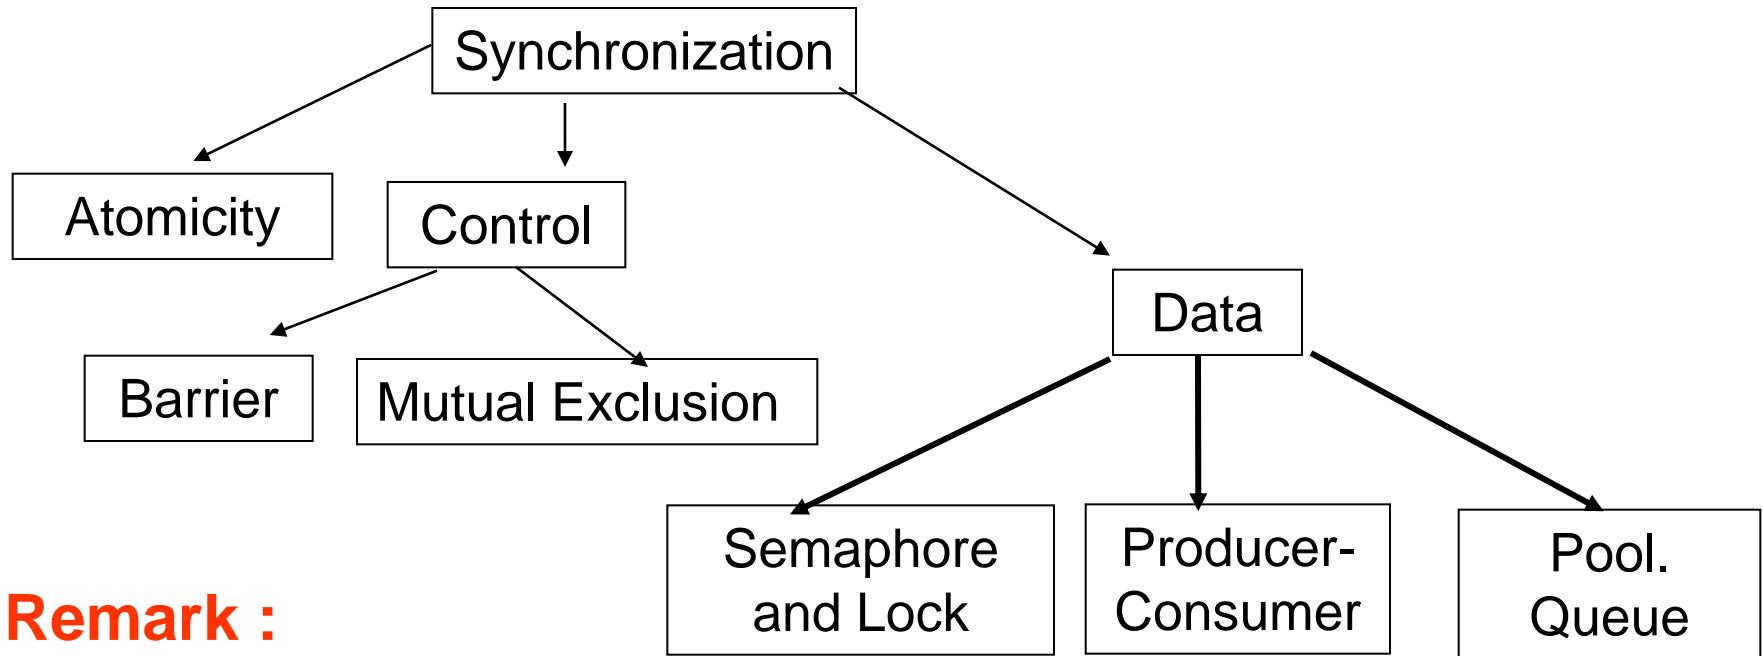 Synchronization
Atomicity
Control
Data
Barrier
Mutual Exclusion
Semaphore
and Lock
Producer-
Consumer
Pool.
Queue
Remark :